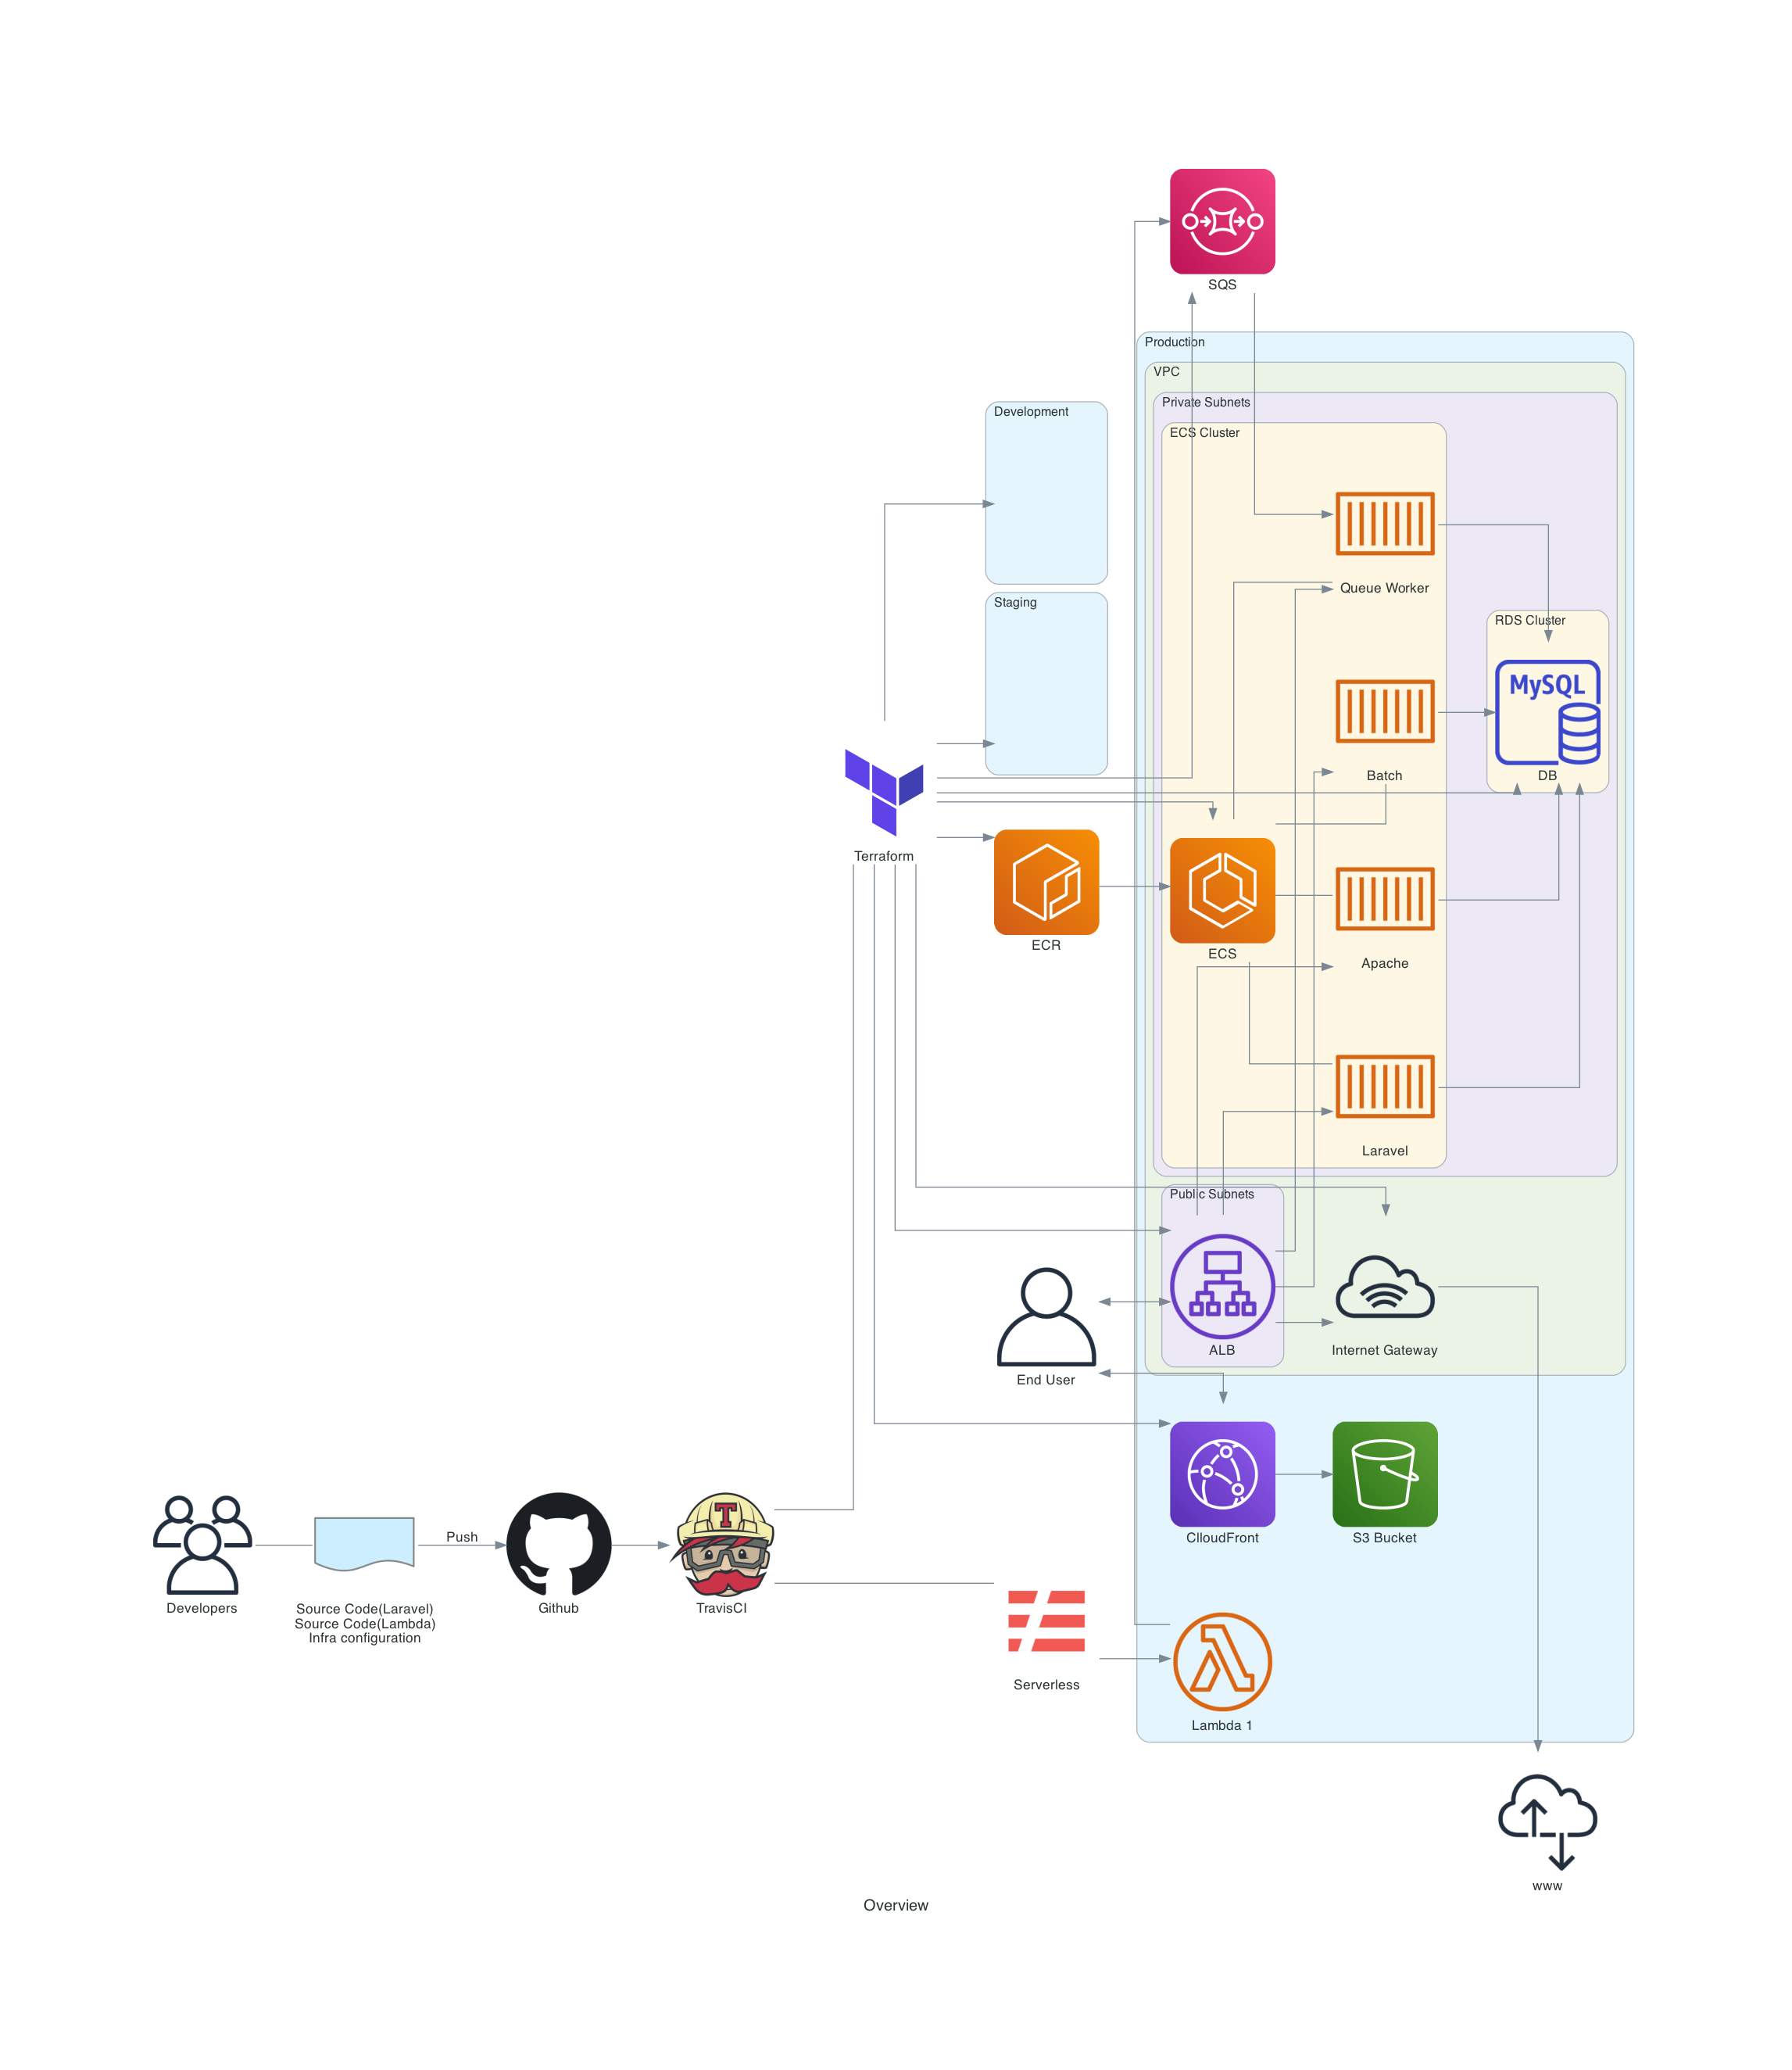 SQS
Production
VPC
Private Subnets
Development
ECS Cluster
Queue Worker
Staging
RDS Cluster
MySQL
Batch
DB
Terraform
ECR
ECS
Apache
Laravel
Public Subnets
ALB
Internet Gateway
End User
ClloudFront
S3 Bucket
Push
T
Developers
Source Code(Laravel)
Source Code(Lambda)
Infra configuration
Github
TravisCI
Serverless
Lambda 1
www
Overview